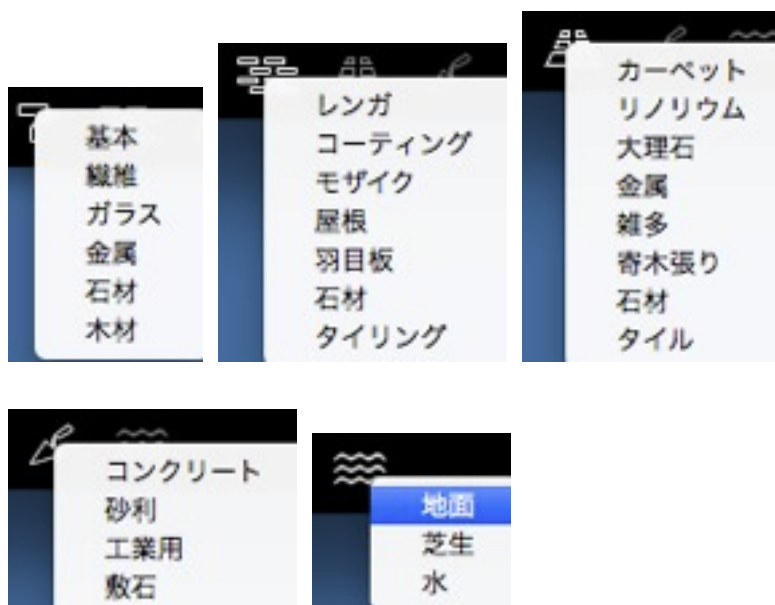 基本
繊維
ガラス
金属
石材
木材
レンガ
コーティング
モザイク
屋根
羽目板
石材
タイリング
カーペット
リノリウム
大理石
金属
雑多
寄木張り
石材
タイル
コンクリート
砂利
工業用
敷石
地面
芝生
水